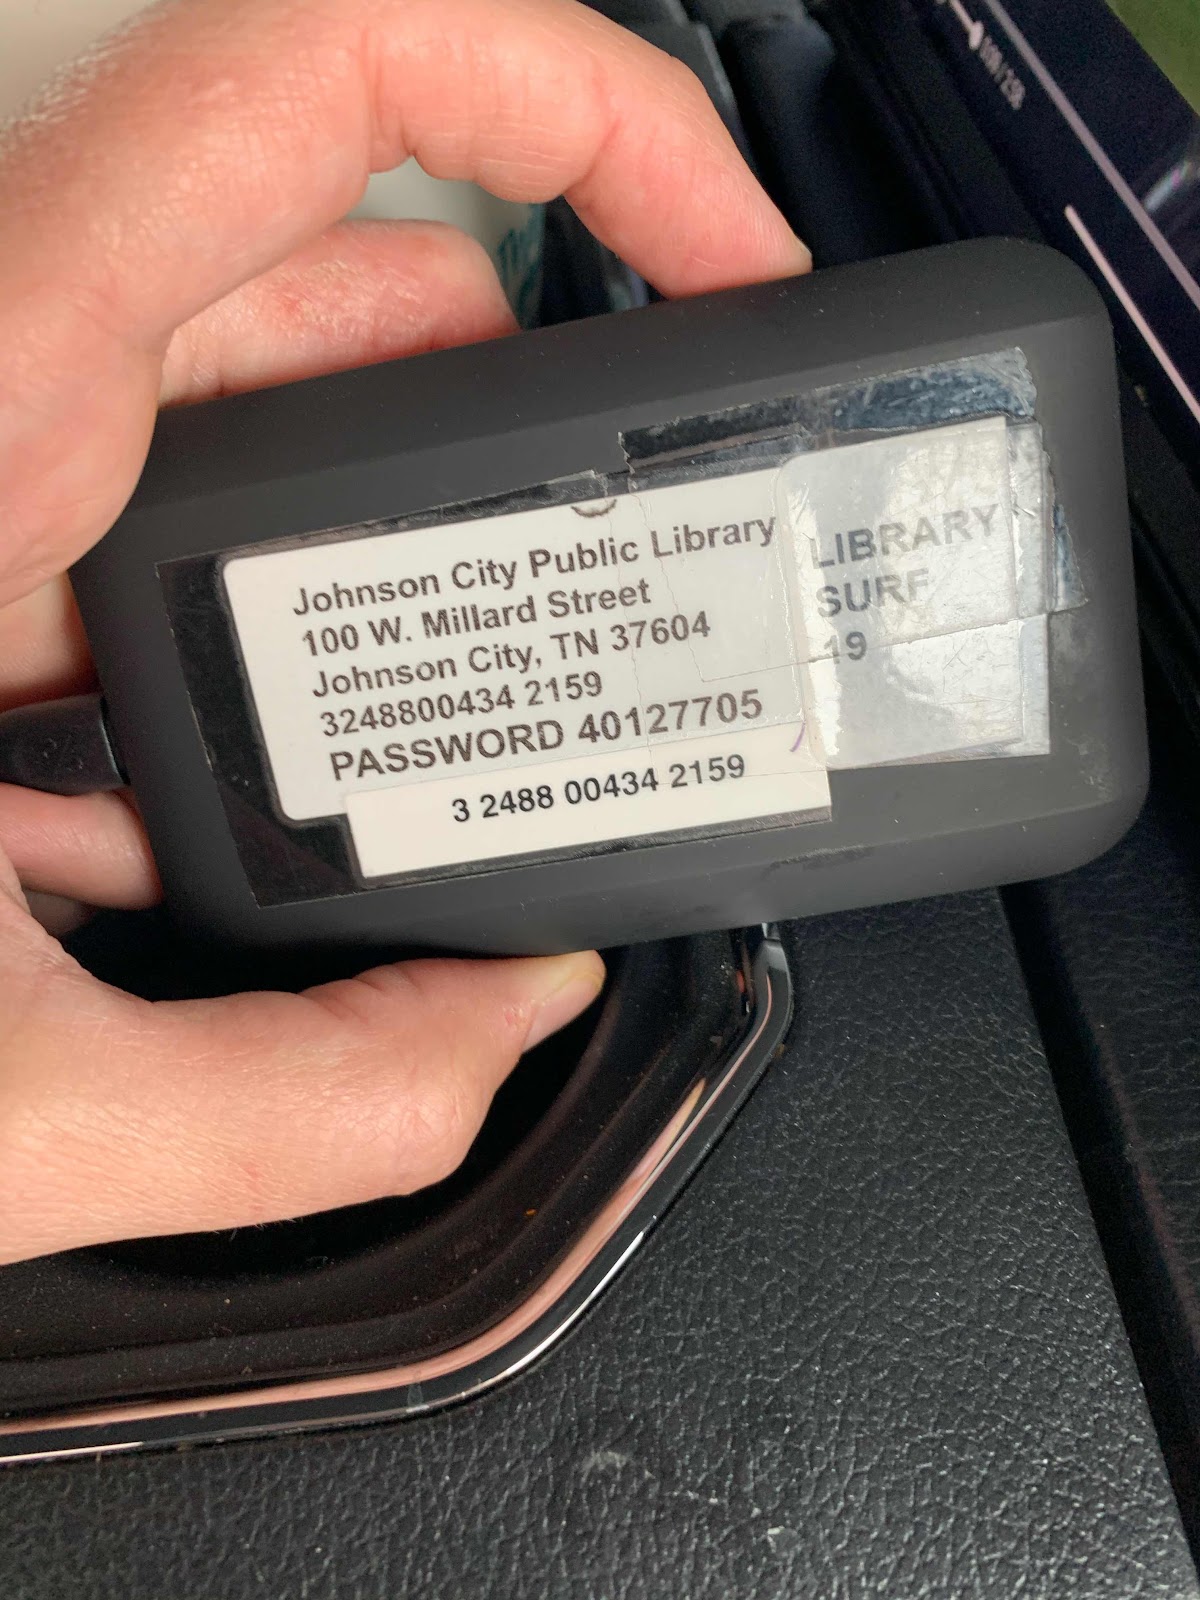 Johnson City Public Library
100 W. Millard Street
Johnson City, TN 37604
3248800434 2159
PASSWORD 40127705
3 2488 00434 2159
LIBRARY
SURF
19